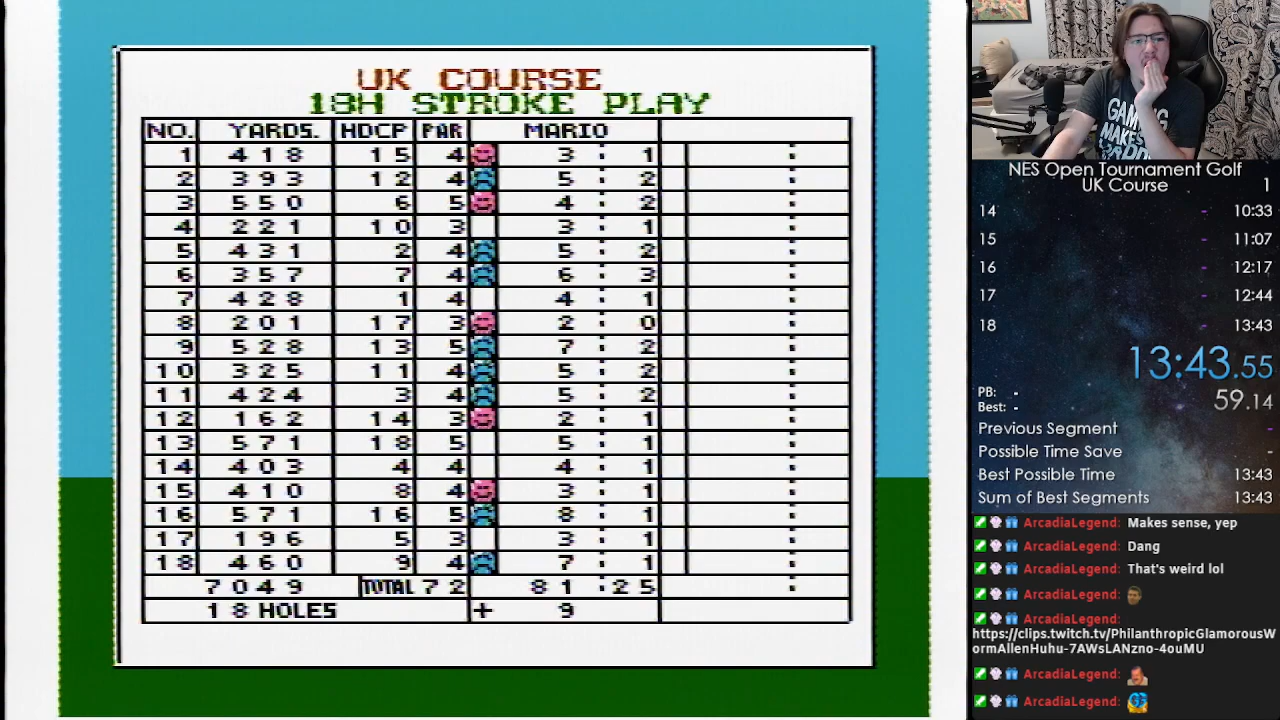 UK COURSE
18H STROKE PLAY
NO. YARDS. HDCP PAR MARIO
1 418 15 4 3 : 1 :
2 393 12 4 5 : 2 :
3 550 6 5 4 : 2 :
4 221 10 3 3 : 1 :
5 431 2 4 5 : 2 :
6 357 7 4 6 : 3 :
7 428 1 4 4 : 1 :
8 201 17 3 2 : 0 :
9 528 13 5 7 : 2 :
10 325 11 4 5 : 2 :
11 424 3 4 5 : 2 :
12 162 14 3 2 : 1 :
13 571 18 5 5 : 1 :
14 403 4 4 4 : 1 :
15 410 8 4 3 : 1 :
16 571 16 5 8 : 1 :
17 196 5 3 3 : 1 :
18 460 9 4 7 : 1 :
7049 TOTAL 72 81 : 25 :
18 HOLES + 9
GAMING
MAKES
NES Open Tournament Golf
UK Course 1
14 - 10:33
15 - 11:07
16 - 12:17
17 - 12:44
18 - 13:43
13:43.55
PB: -
Best: - 59.14
Previous Segment -
Possible Time Save -
Best Possible Time 13:43
Sum of Best Segments 13:43
ArcadiaLegend: Makes sense, yep
ArcadiaLegend: Dang
ArcadiaLegend: That's weird lol
ArcadiaLegend:
ArcadiaLegend:
https://clips.twitch.tv/PhilanthropicGlamorousW
ormAllenHuhu-7AWsLANzno-4ouMU
ArcadiaLegend:
ArcadiaLegend: